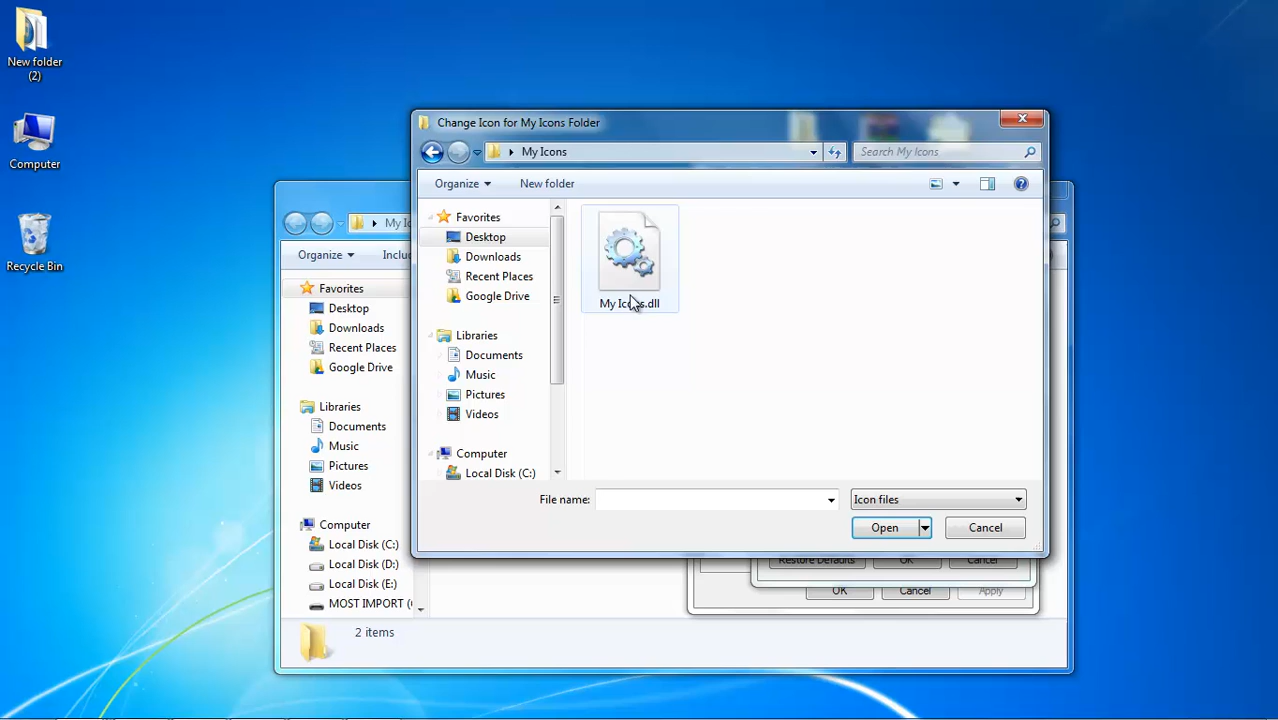 New folder
(2)
Computer
Recycle Bin
Change Icon for My Icons Folder
My Icons
Search My Icons
Organize
New folder
Favorites
Desktop
Downloads
Recent Places
Google Drive
Libraries
Documents
Music
Pictures
Videos
Computer
Local Disk (C:)
My Icons.dll
File name:
Icon files
Open
Cancel
Organize
Favorites
Desktop
Downloads
Recent Places
Google Drive
Libraries
Documents
Music
Pictures
Videos
Computer
Local Disk (C:)
Local Disk (D:)
Local Disk (E:)
MOST IMPORT (
2 items
Restore Defaults
OK
Cancel
OK
Cancel
Apply